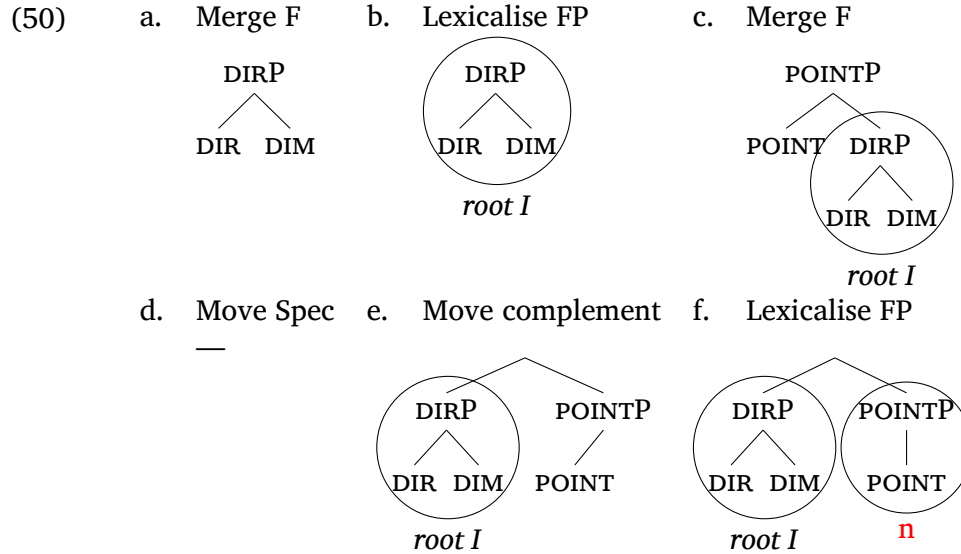 (50) a. Merge F b. Lexicalise FP c. Merge F
DIRP DIRP POINTP
DIR DIM DIR DIM POINT DIRP
root I DIR DIM
root I
d. Move Spec e. Move complement f. Lexicalise FP
—
DIRP POINTP DIRP POINTP
DIR DIM POINT DIR DIM POINT
root I root I n